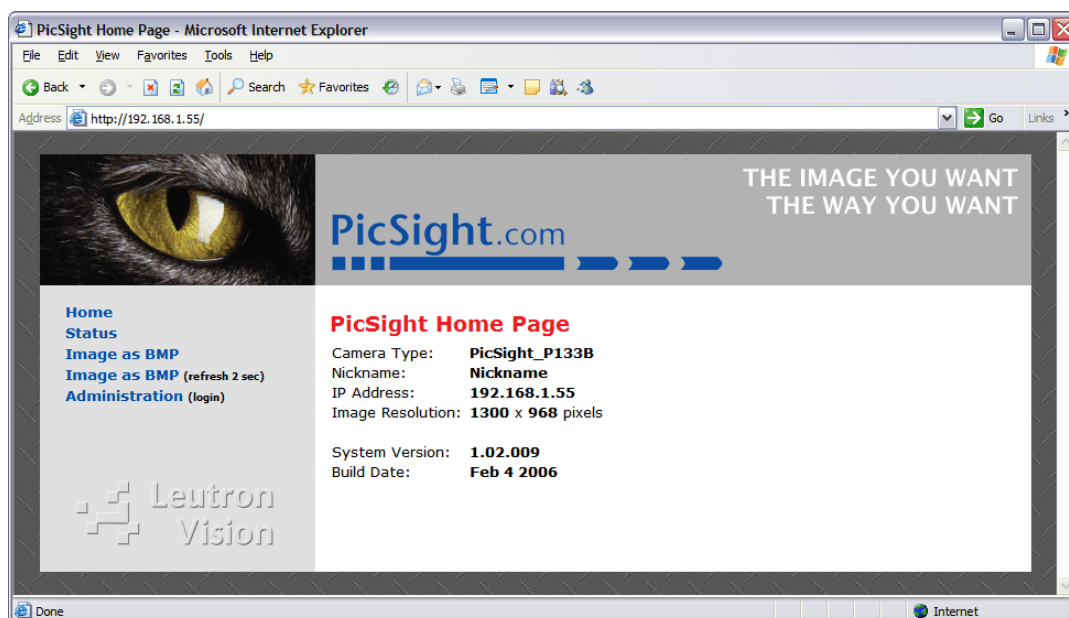 PicSight Home Page - Microsoft Internet Explorer
File Edit View Favorites Tools Help
Back Search Favorites
Address http://192.168.1.55/ Go Links »
THE IMAGE YOU WANT
THE WAY YOU WANT
PicSight.com
Home
Status
Image as BMP
Image as BMP (refresh 2 sec)
Administration (login)
Leutron
Vision
PicSight Home Page
Camera Type: PicSight_P133B
Nickname: Nickname
IP Address: 192.168.1.55
Image Resolution: 1300 x 968 pixels
System Version: 1.02.009
Build Date: Feb 4 2006
Done Internet